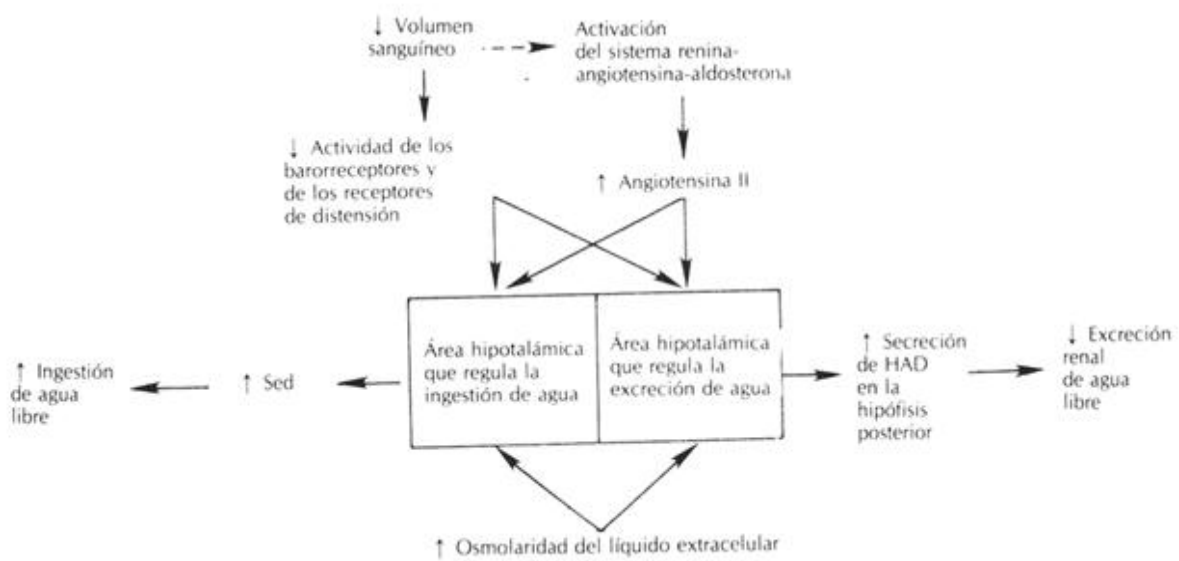 ↓ Volumen
sanguíneo
Activación
del sistema renina-
angiotensina-aldosterona
↓ Actividad de los
barorreceptores y
de los receptores
de distensión
↑ Angiotensina II
Área hipotalámica
que regula la
ingestión de agua
Área hipotalámica
que regula la
excreción de agua
↑ Sed
↑ Ingestión
de agua
libre
↑ Secreción
de HAD
en la
hipófisis
posterior
↓ Excreción
renal
de agua
libre
↑ Osmolaridad del líquido extracelular